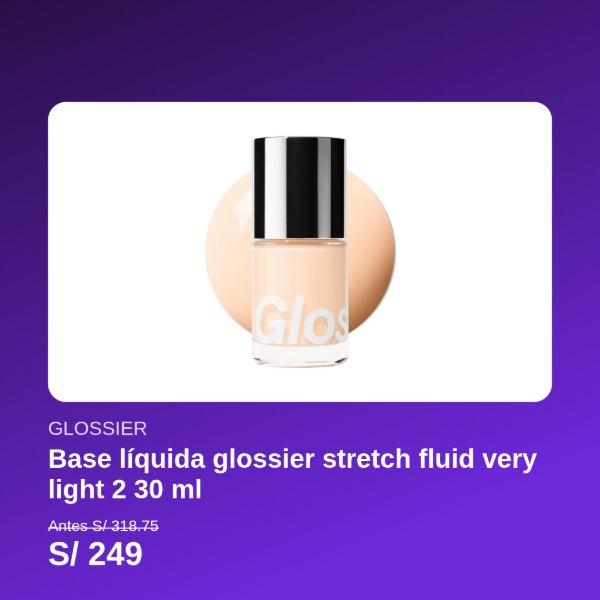 Glos
GLOSSIER
Base líquida glossier stretch fluid very
light 2 30 ml
Antes S/ 318.75
S/ 249